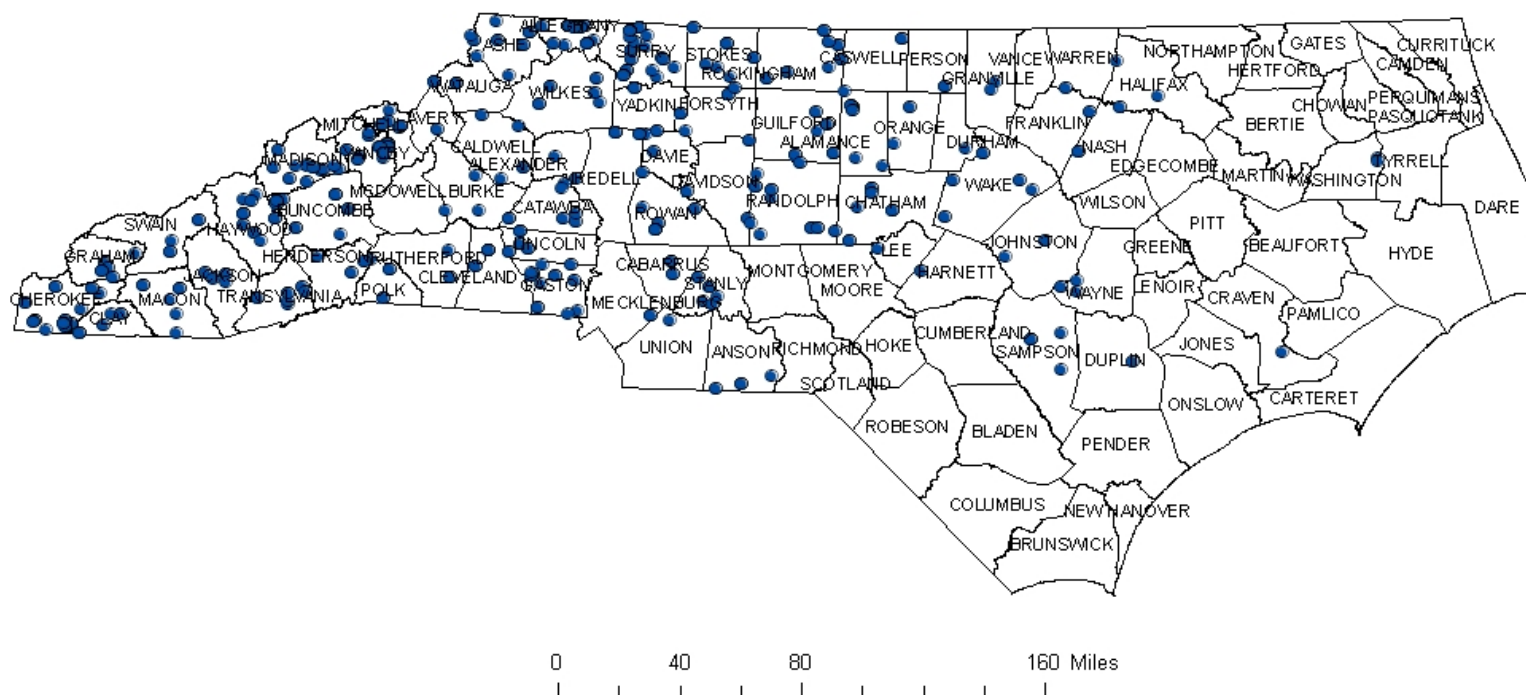 ALLEGHANY
ASHE
SURRY
STOKES
ROCKINGHAM
CASWELL
PERSON
VANCE
WARREN
GRANVILLE
NORTHAMPTON
GATES
CURRITUCK
CAMDEN
HERTFORD
HALIFAX
WATAUGA
WILKES
YADKIN
FORSYTH
GUILFORD
ALAMANCE
ORANGE
DURHAM
FRANKLIN
CHOWAN
PERQUIMANS
PASQUOTANK
BERTIE
MITCHELL
AVERY
CALDWELL
ALEXANDER
MADISON
YANCEY
DAVIE
IREDELL
DAVIDSON
NASH
EDGECOMBE
MARTIN
WASHINGTON
TYRRELL
MCDOWELL
BURKE
BUNCOMBE
CATAWBA
ROWAN
RANDOLPH
CHATHAM
WAKE
WILSON
PITT
DARE
SWAIN
HAYWOOD
GRAHAM
HENDERSON
RUTHERFORD
LINCOLN
CLEVELAND
CABARRUS
LEE
JOHNSTON
GREENE
BEAUFORT
HYDE
JACKSON
CHEROKEE
MACON
TRANSYLVANIA
POLK
GASTON
STANLY
MONTGOMERY
MOORE
HARNETT
WAYNE
LENOIR
CRAVEN
PAMLICO
CLAY
MECKLENBURG
UNION
ANSON
RICHMOND
HOKE
CUMBERLAND
SAMPSON
DUPLIN
JONES
SCOTLAND
ROBESON
BLADEN
ONSLOW
CARTERET
PENDER
COLUMBUS
NEW HANOVER
BRUNSWICK
0 40 80 160 Miles